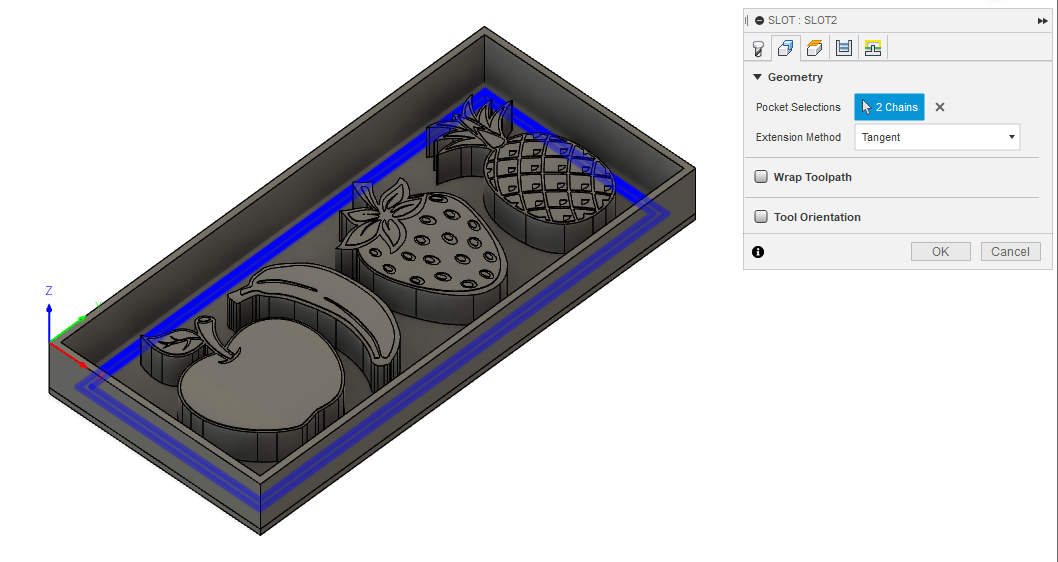 SLOT : SLOT2
Geometry
Pocket Selections
2 Chains
Extension Method
Tangent
Wrap Toolpath
Tool Orientation
OK
Cancel
Z